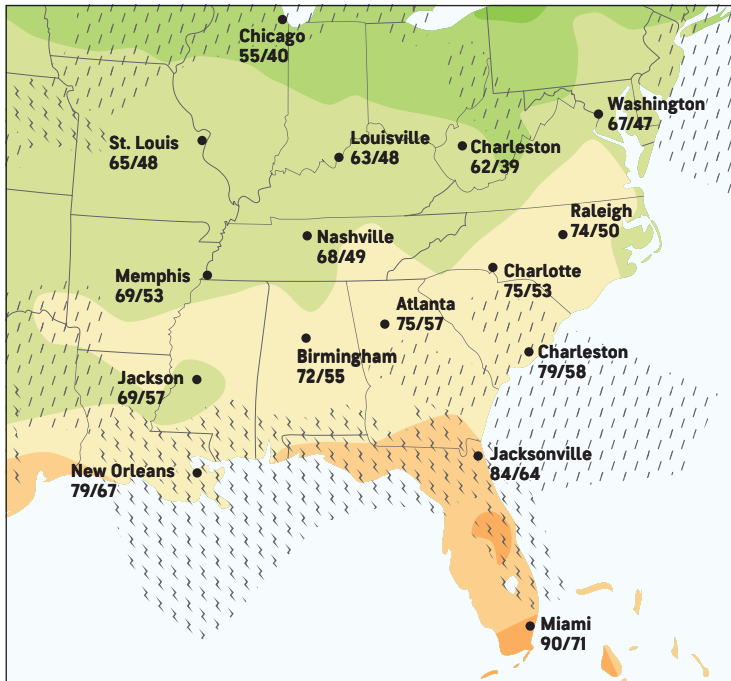 Chicago
55/40
Washington
67/47
St. Louis
65/48
Louisville
63/48
Charleston
62/39
Raleigh
74/50
Nashville
68/49
Memphis
69/53
Charlotte
75/53
Atlanta
75/57
Birmingham
72/55
Charleston
79/58
Jackson
69/57
Jacksonville
84/64
New Orleans
79/67
Miami
90/71